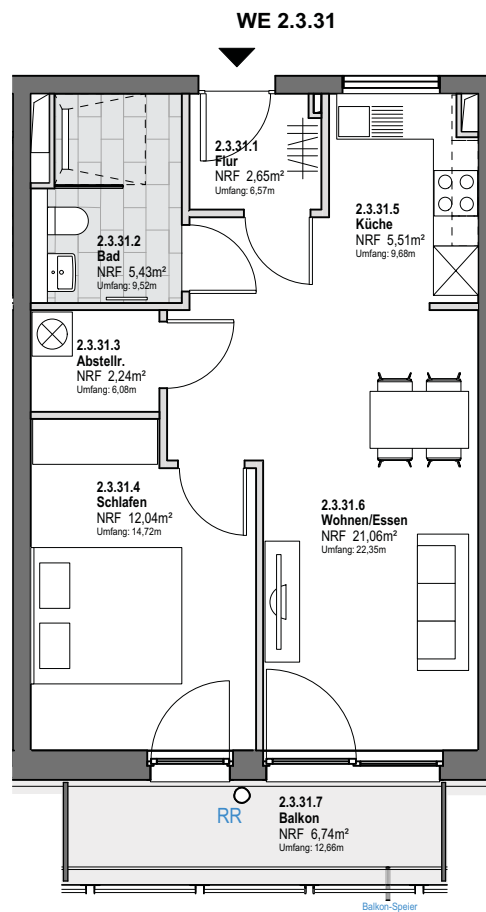 WE 2.3.31
2.3.31.1
Flur
NRF 2,65m²
Umfang: 6,57m
2.3.31.5
Küche
NRF 5,51m²
Umfang: 9,68m
2.3.31.2
Bad
NRF 5,43m²
Umfang: 9,52m
2.3.31.3
Abstellr.
NRF 2,24m²
Umfang: 6,08m
2.3.31.4
Schlafen
NRF 12,04m²
Umfang: 14,72m
2.3.31.6
Wohnen/Essen
NRF 21,06m²
Umfang: 22,35m
2.3.31.7
Balkon
NRF 6,74m²
Umfang: 12,66m
RR
Balkon-Speier